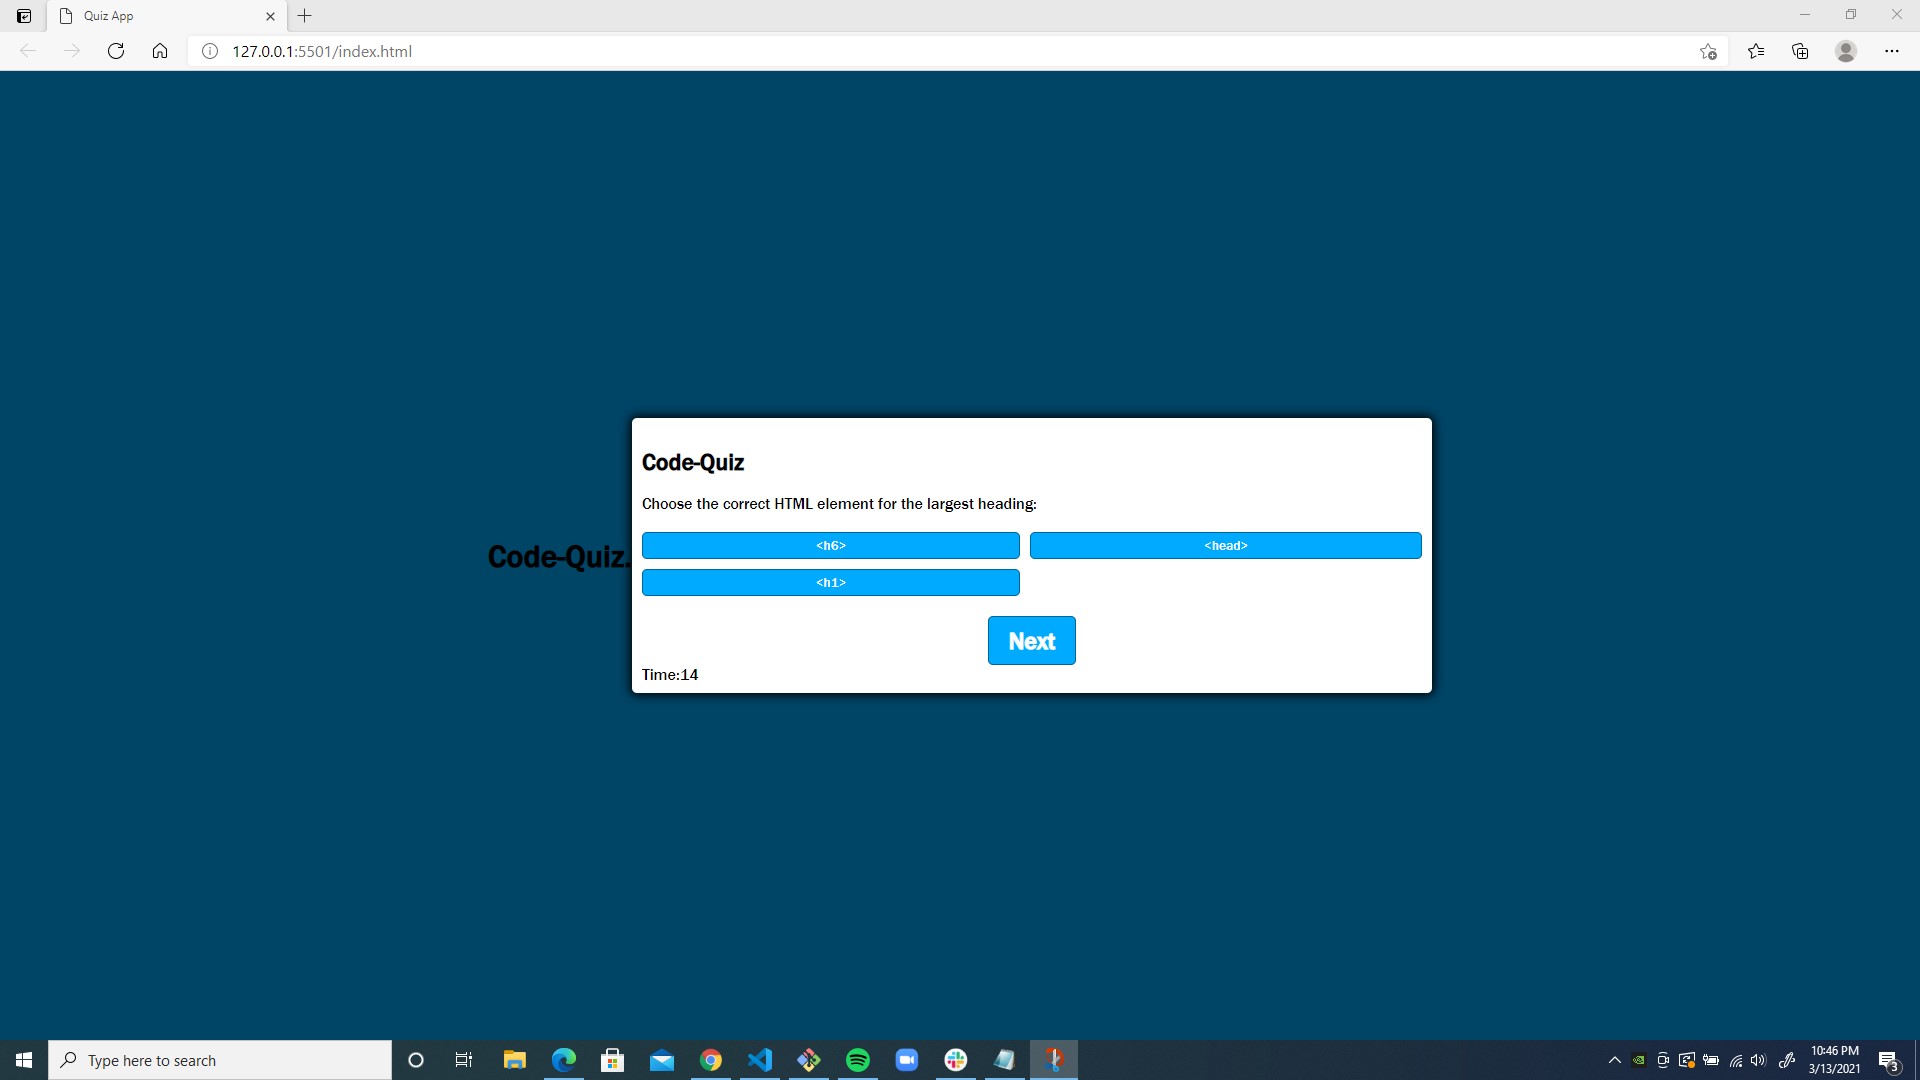 Quiz App
127.0.0.1:5501/index.html
Code-Quiz
Choose the correct HTML element for the largest heading:
<h6> <head>
Code-Quiz.
<h1>
Next
Time:14
Type here to search
10:46 PM
3/13/2021
3